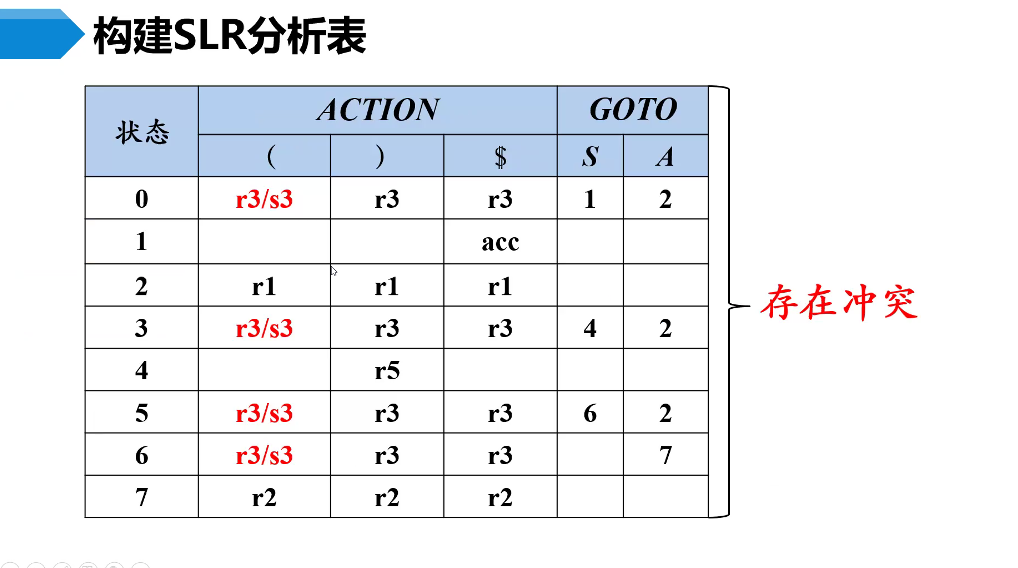 构建SLR分析表
状态 ACTION GOTO
( ) $ S A
0 r3/s3 r3 r3 1 2
1 acc
2 r1 r1 r1
3 r3/s3 r3 r3 4 2
4 r5
5 r3/s3 r3 r3 6 2
6 r3/s3 r3 r3 7
7 r2 r2 r2
存在冲突